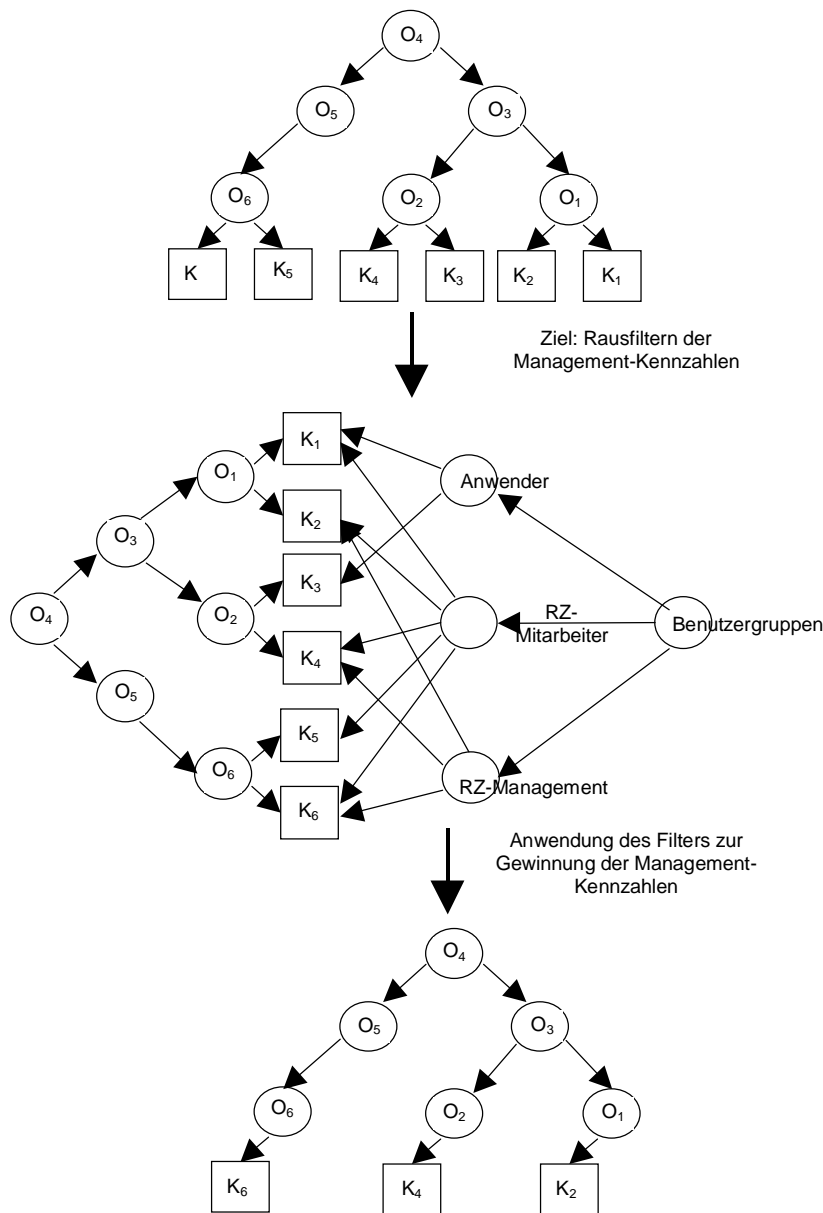 O₄
O₅ O₃
O₆ O₂ O₁
K K₅ K₄ K₃ K₂ K₁
Ziel: Rausfiltern der
Management-Kennzahlen
K₁
O₁ Anwender
K₂
O₃ K₃
O₄ O₂ RZ- Benutzergruppen
Mitarbeiter
K₄
O₅
K₅
O₆ RZ-Management
K₆
Anwendung des Filters zur
Gewinnung der Management-
Kennzahlen
O₄
O₅ O₃
O₆ O₂ O₁
K₆ K₄ K₂